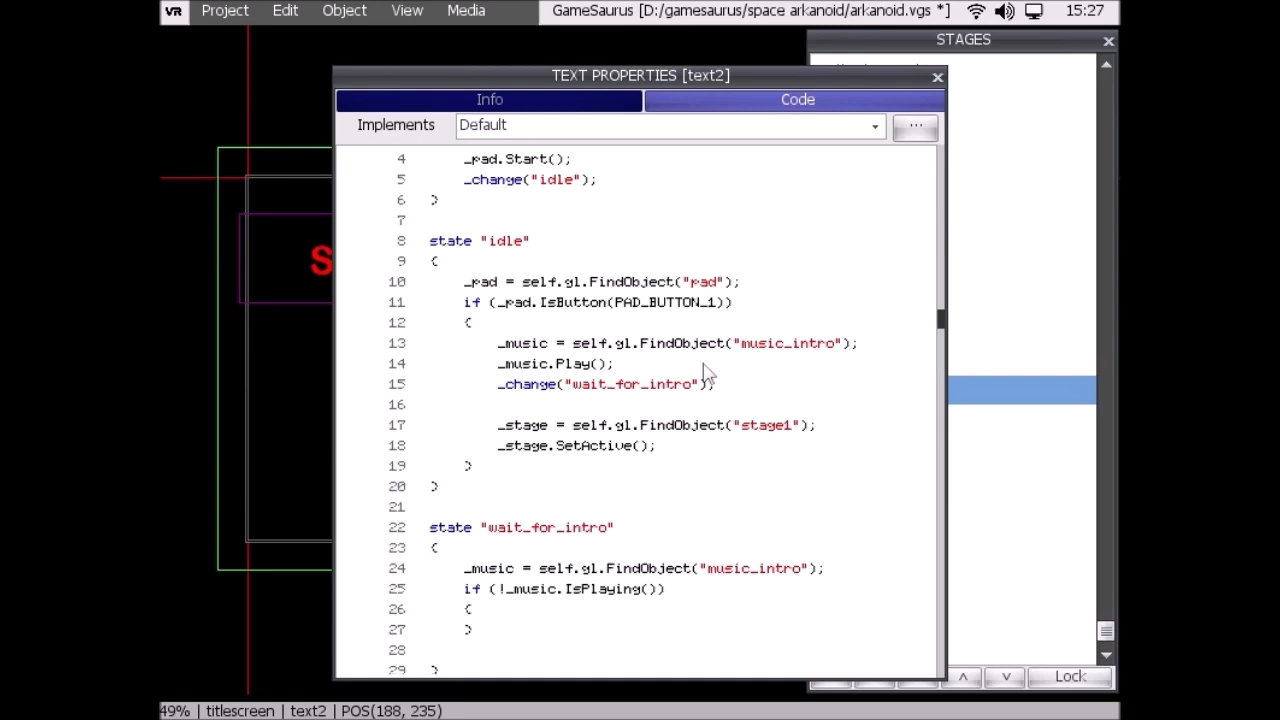 VR Project Edit Object View Media GameSaurus [D:/gamesaurus/space arkanoid/arkanoid.vgs *] 15:27
STAGES
TEXT PROPERTIES [text2]
Info Code
Implements Default ...
4 _pad.Start();
5 _change("idle");
6 }
7
8 state "idle"
9 {
10 _pad = self.gl.FindObject("pad");
11 if (_pad.IsButton(PAD_BUTTON_1))
12 {
13 _music = self.gl.FindObject("music_intro");
14 _music.Play();
15 _change("wait_for_intro");
16
17 _stage = self.gl.FindObject("stage1");
18 _stage.SetActive();
19 }
20 }
21
22 state "wait_for_intro"
23 {
24 _music = self.gl.FindObject("music_intro");
25 if (!_music.IsPlaying())
26 {
27 }
28
29 }
S
Lock
49% | titlescreen | text2 | POS(188, 235)